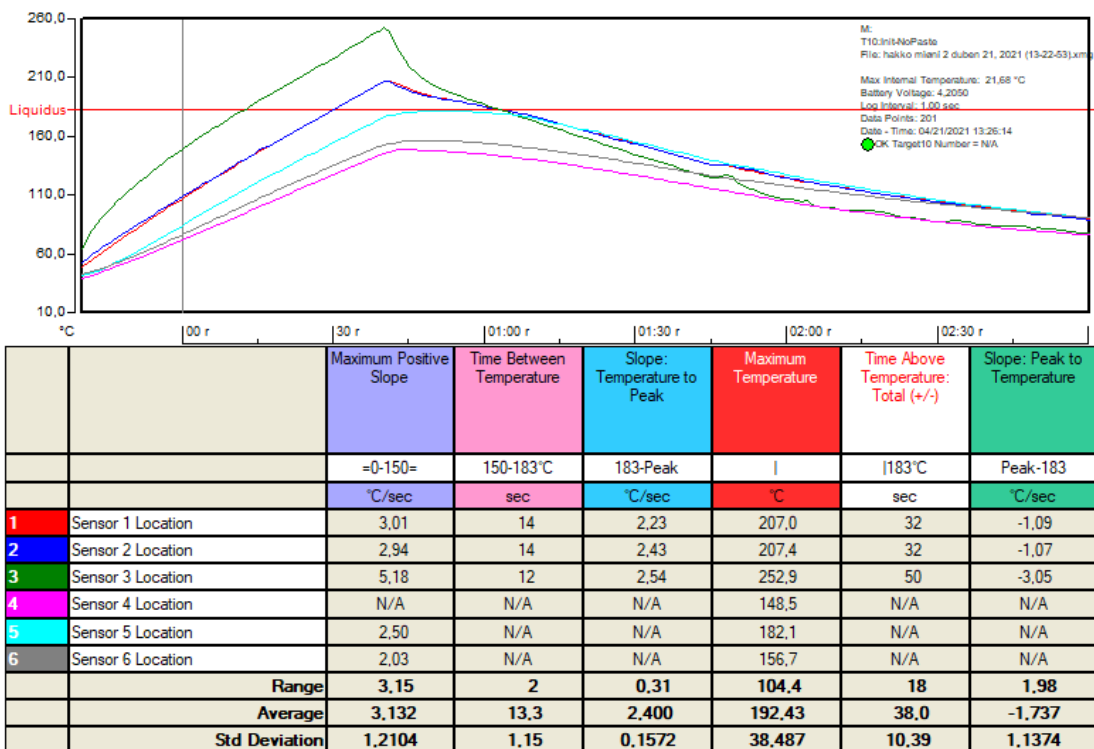 260,0
210,0
Liquidus
160,0
110,0
60,0
10,0
M:
T10:Init-NoPaste
File: hakko mieni 2 duben 21, 2021 (13-22-53).xmg
Max Internal Temperature: 21,68 °C
Battery Voltage: 4,2050
Log Interval: 1,00 sec
Data Points: 201
Date - Time: 04/21/2021 13:26:14
OK Target10 Number = N/A
°C 00 r 30 r 01:00 r 01:30 r 02:00 r 02:30 r
Maximum Positive Slope Time Between Temperature Slope: Temperature to Peak Maximum Temperature Time Above Temperature: Total (+/-) Slope: Peak to Temperature
=0-150= 150-183°C 183-Peak | |183°C Peak-183
°C/sec sec °C/sec °C sec °C/sec
1 Sensor 1 Location 3,01 14 2,23 207,0 32 -1,09
2 Sensor 2 Location 2,94 14 2,43 207,4 32 -1,07
3 Sensor 3 Location 5,18 12 2,54 252,9 50 -3,05
4 Sensor 4 Location N/A N/A N/A 148,5 N/A N/A
5 Sensor 5 Location 2,50 N/A N/A 182,1 N/A N/A
6 Sensor 6 Location 2,03 N/A N/A 156,7 N/A N/A
Range 3,15 2 0,31 104,4 18 1,98
Average 3,132 13,3 2,400 192,43 38,0 -1,737
Std Deviation 1,2104 1,15 0,1572 38,487 10,39 1,1374